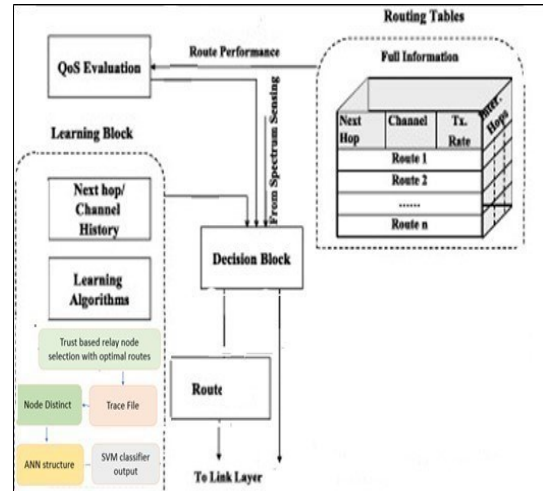 Routing Tables
Route Performance
QoS Evaluation
Full Information
From Spectrum Sensing
Inter. Hops
Next
Hop
Channel
Tx.
Rate
Route 1
Route 2
......
Route n
Learning Block
Next hop/
Channel
History
Decision Block
Learning
Algorithms
Trust based relay node
selection with optimal routes
Node Distinct
Trace File
Route
ANN structure
SVM classifier
output
To Link Layer